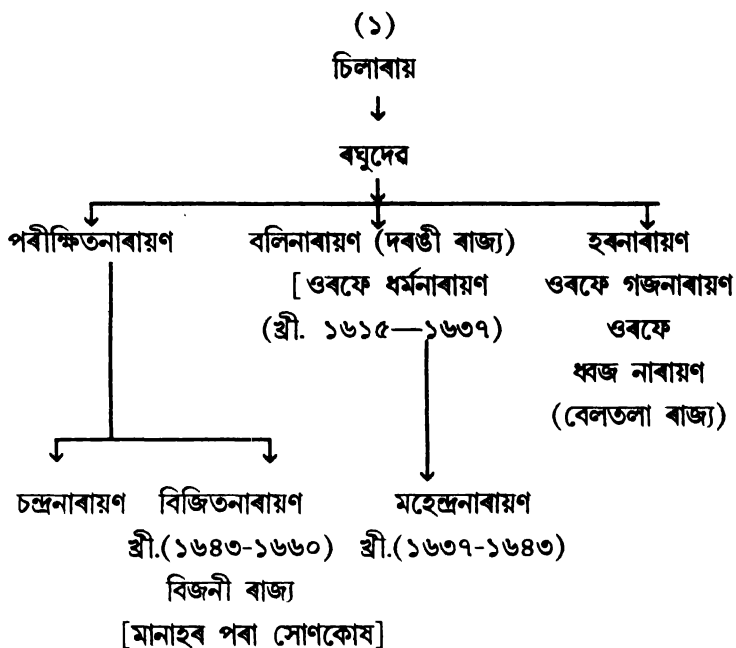 (১)
চিলাৰায়
ৰঘুদেৱ
পৰীক্ষিতনাৰায়ণ বলিনাৰায়ণ (দৰঙী ৰাজ্য) হৰনাৰায়ণ
[ওৰফে ধৰ্মনাৰায়ণ ওৰফে গজনাৰায়ণ
(খ্ৰী. ১৬১৫—১৬৩৭) ওৰফে
ধ্বজ নাৰায়ণ
(বেলতলা ৰাজ্য)
চন্দ্ৰনাৰায়ণ বিজিতনাৰায়ণ মহেন্দ্ৰনাৰায়ণ
খ্ৰী.(১৬৪৩-১৬৬০) খ্ৰী.(১৬৩৭-১৬৪৩)
বিজনী ৰাজ্য
[মানাহৰ পৰা সোণকোষ]